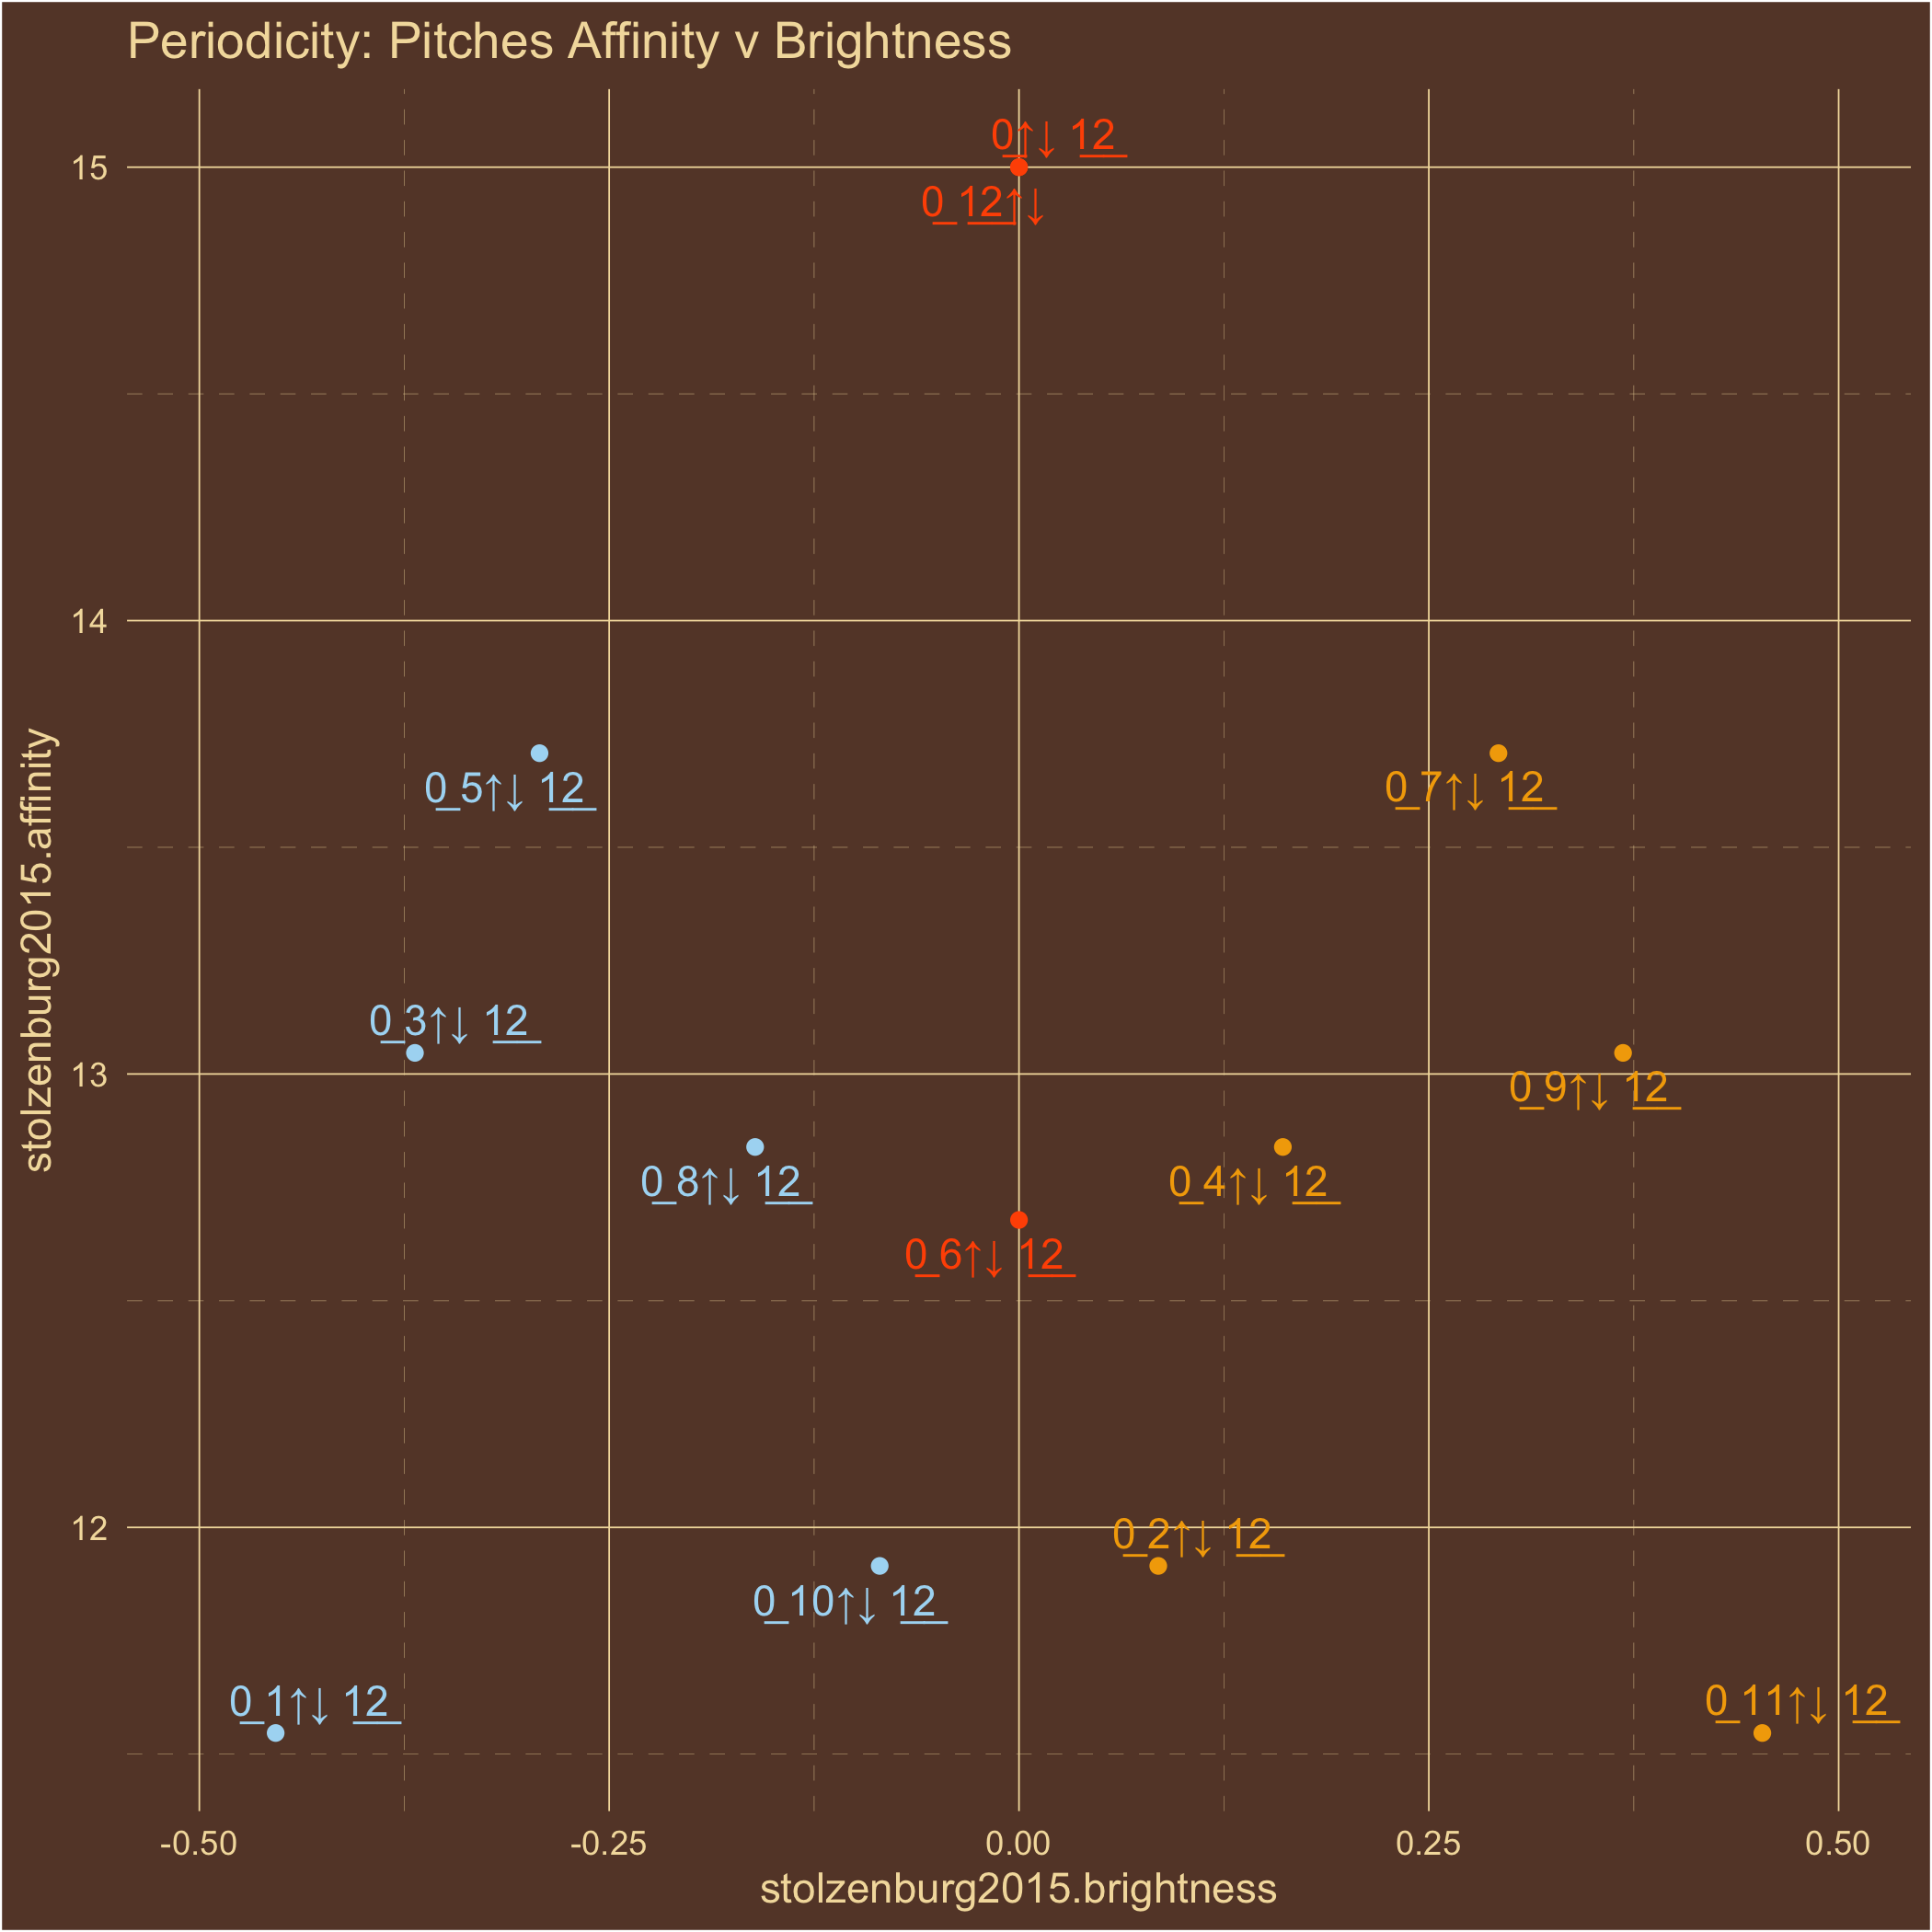 Periodicity: Pitches Affinity v Brightness
0↑↓ 12
0 12↑↓
15
14
0 5↑↓ 12
0 7↑↓ 12
0 3↑↓ 12
13
0 9↑↓ 12
0 8↑↓ 12
0 4↑↓ 12
0 6↑↓ 12
12
0 2↑↓ 12
0 10↑↓ 12
0 1↑↓ 12
0 11↑↓ 12
-0.50
-0.25
0.00
0.25
0.50
stolzenburg2015.brightness
stolzenburg2015.affinity